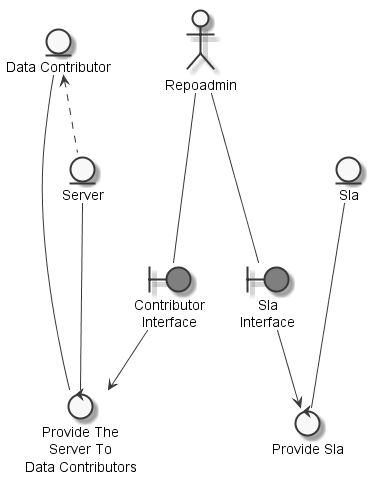 Data Contributor
Repoadmin
Server
Sla
Contributor
Interface
Sla
Interface
Provide The
Server To
Data Contributors
Provide Sla